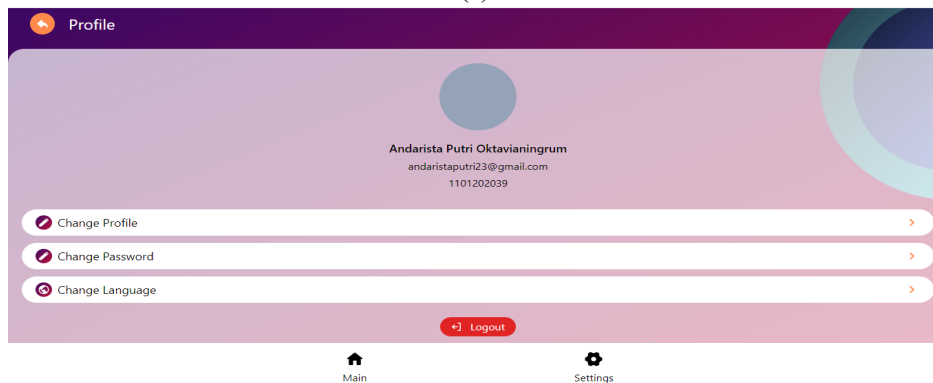 Profile
Andarista Putri Oktavianingrum
andaristaputri23@gmail.com
1101202039
Change Profile
Change Password
Change Language
Logout
Main
Settings